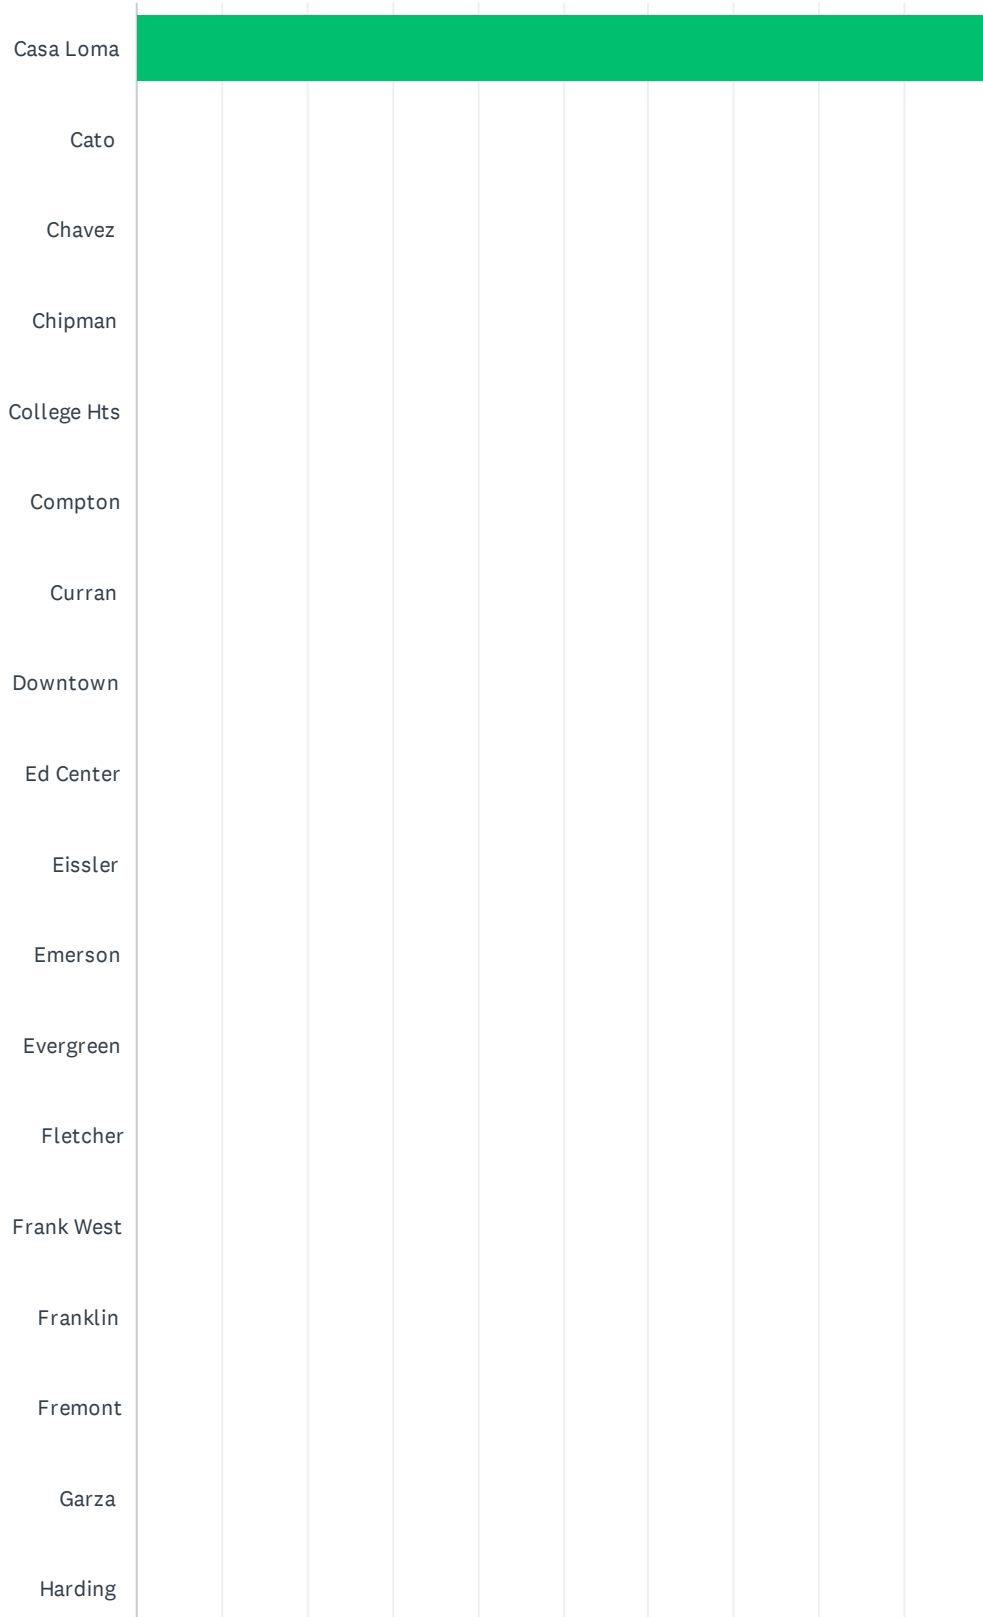 Casa Loma
Cato
Chavez
Chipman
College Hts
Compton
Curran
Downtown
Ed Center
Eissler
Emerson
Evergreen
Fletcher
Frank West
Franklin
Fremont
Garza
Harding